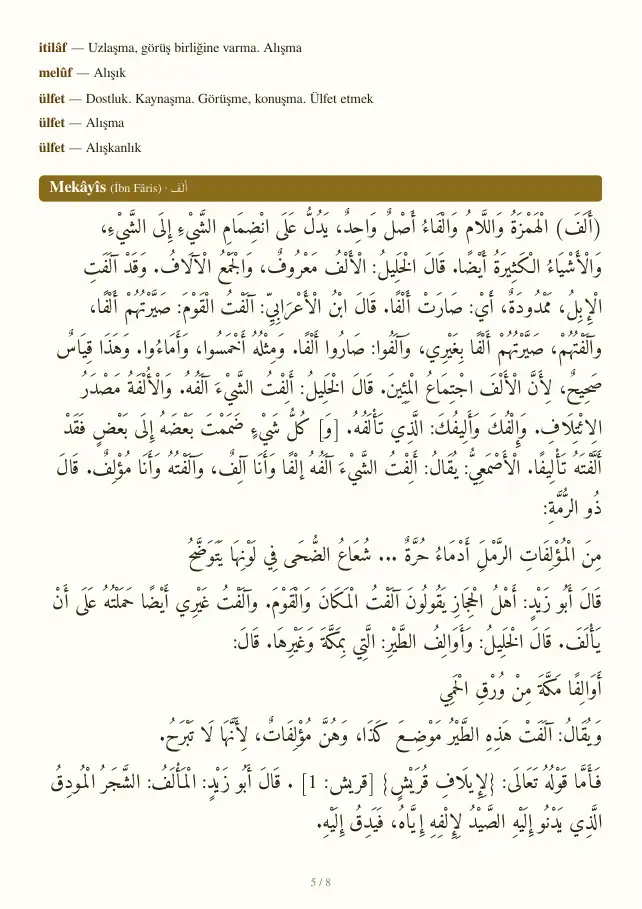 itilâf — Uzlaşma, görüş birliğine varma. Alışma
melûf — Alışık
ülfet — Dostluk. Kaynaşma. Görüşme, konuşma. Ülfet etmek
ülfet — Alışma
ülfet — Alışkanlık
Mekâyîs (İbn Fâris) · ألف
(أَلَفَ) الْهَمْزَةُ وَاللَّامُ وَالْفَاءُ أَصْلٌ وَاحِدٌ، يَدُلُّ عَلَى انْضِمَامِ الشَّيْءِ إِلَى الشَّيْءِ،
وَالْأَشْيَاءُ الْكَثِيرَةُ أَيْضًا. قَالَ الْخَلِيلُ: الْأَلْفُ مَعْرُوفٌ، وَالْجَمْعُ الْآلَافُ. وَقَدْ آلَفَتِ
الْإِبِلُ، مَمْدُودَةٌ، أَيْ: صَارَتْ أَلْفًا. قَالَ ابْنُ الْأَعْرَابِيِّ: آلَفْتُ الْقَوْمَ: صَيَّرْتُهُمْ أَلْفًا،
وَآلَفْتُهُمْ، صَيَّرْتُهُمْ أَلْفًا بِغَيْرِي، وَآلَفُوا: صَارُوا أَلْفًا. وَمِثْلُهُ أَخْمَسُوا، وَأَمَاءُوا. وَهَذَا قِيَاسٌ
صَحِيحٌ، لِأَنَّ الْأَلْفَ اجْتِمَاعُ الْمِئِينَ. قَالَ الْخَلِيلُ: أَلِفْتُ الشَّيْءَ آلَفُهُ. وَالْأُلْفَةُ مَصْدَرُ
الِائْتِلَافِ. وَإِلْفُكَ وَأَلِيفُكَ: الَّذِي تَأْلَفُهُ. [وَ] كُلُّ شَيْءٍ ضَمَمْتَ بَعْضَهُ إِلَى بَعْضٍ فَقَدْ
أَلَّفْتَهُ تَأْلِيفًا. الْأَصْمَعِيُّ: يُقَالُ: أَلِفْتُ الشَّيْءَ آلَفُهُ إِلْفًا وَأَنَا آلِفٌ، وَآلَفْتُهُ وَأَنَا مُؤْلِفٌ. قَالَ
ذُو الرُّمَّةِ:
مِنَ الْمُؤْلِفَاتِ الرَّمْلَ أَدْمَاءُ حُرَّةٌ ... شُعَاعُ الضُّحَى فِي لَوْنِهَا يَتَوَضَّحُ
قَالَ أَبُو زَيْدٍ: أَهْلُ الْحِجَازِ يَقُولُونَ آلَفْتُ الْمَكَانَ وَالْقَوْمَ. وَآلَفْتُ غَيْرِي أَيْضًا حَمَلْتُهُ عَلَى أَنْ
يَأْلَفَ. قَالَ الْخَلِيلُ: وَأَوَالِفُ الطَّيْرِ: الَّتِي بِمَكَّةَ وَغَيْرِهَا. قَالَ:
أَوَالِفًا مَكَّةَ مِنْ وُرْقِ الْحَمِي
وَيُقَالُ: آلَفَتْ هَذِهِ الطَّيْرُ مَوْضِعَ كَذَا، وَهُنَّ مُؤْلِفَاتٌ، لِأَنَّهَا لَا تَبْرَحُ.
فَأَمَّا قَوْلُهُ تَعَالَى: {لِإِيلَافِ قُرَيْشٍ} [قريش: 1] . قَالَ أَبُو زَيْدٍ: الْمَأْلَفُ: الشَّجَرُ الْمُودِقُ
الَّذِي يَدْنُو إِلَيْهِ الصَّيْدُ لِإِلْفِهِ إِيَّاهُ، فَيَدِقُ إِلَيْهِ.
5 / 8